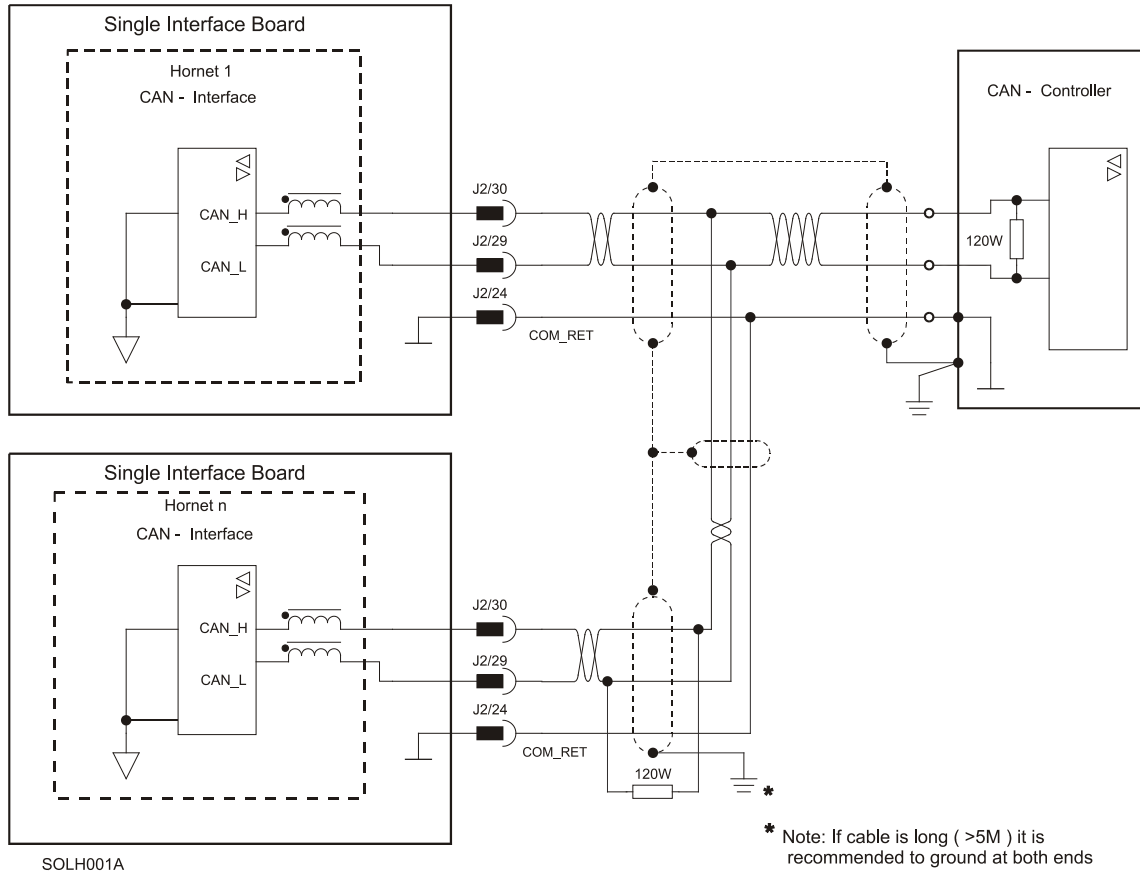 Single Interface Board
Hornet 1
CAN - Interface
CAN_H
CAN_L
J2/30
J2/29
J2/24
COM_RET
CAN - Controller
120W
Single Interface Board
Hornet n
CAN - Interface
CAN_H
CAN_L
J2/30
J2/29
J2/24
COM_RET
120W
*
* Note: If cable is long ( >5M ) it is
recommended to ground at both ends
SOLH001A